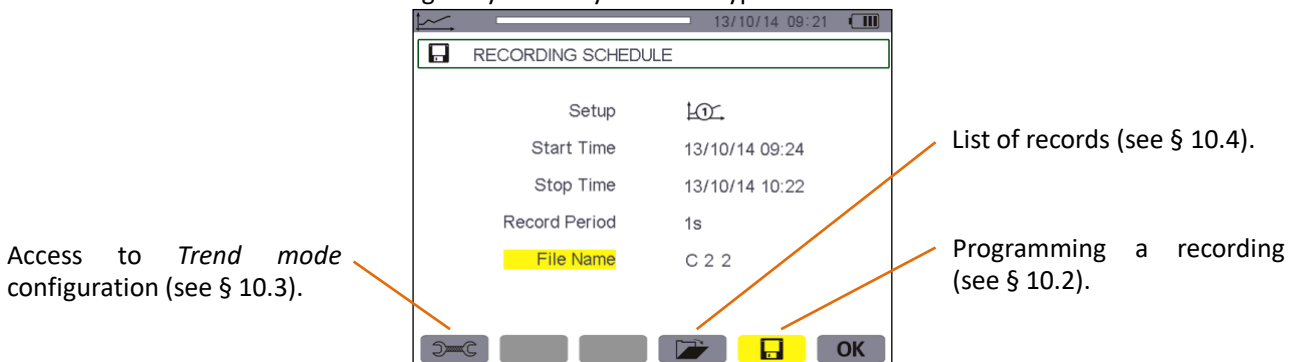 13/10/14 09:21
RECORDING SCHEDULE
Setup 1
Start Time 13/10/14 09:24
Stop Time 13/10/14 10:22
Record Period 1s
File Name C 2 2
OK
List of records (see § 10.4).
Access to Trend mode
configuration (see § 10.3).
Programming a recording
(see § 10.2).